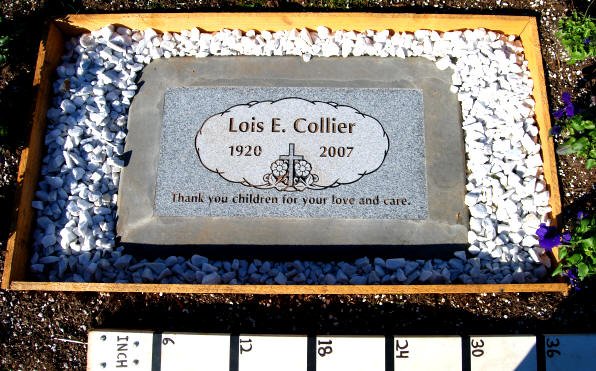 Lois E. Collier
1920 2007
Thank you children for your love and care.
INCH 6 12 18 24 30 36